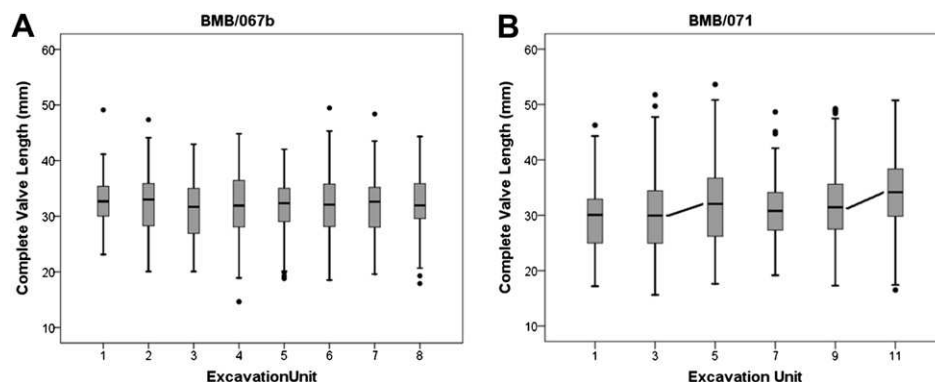 A
BMB/067b
Complete Valve Length (mm)
60
50
40
30
20
10
1 2 3 4 5 6 7 8
ExcavationUnit
B
BMB/071
Complete Valve Length (mm)
60
50
40
30
20
10
1 3 5 7 9 11
Excavation Unit